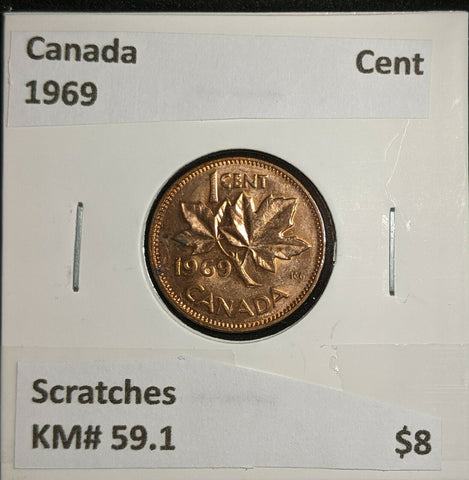 Canada Cent
1969
1 CENT
1969
CANADA
Scratches
KM# 59.1 $8